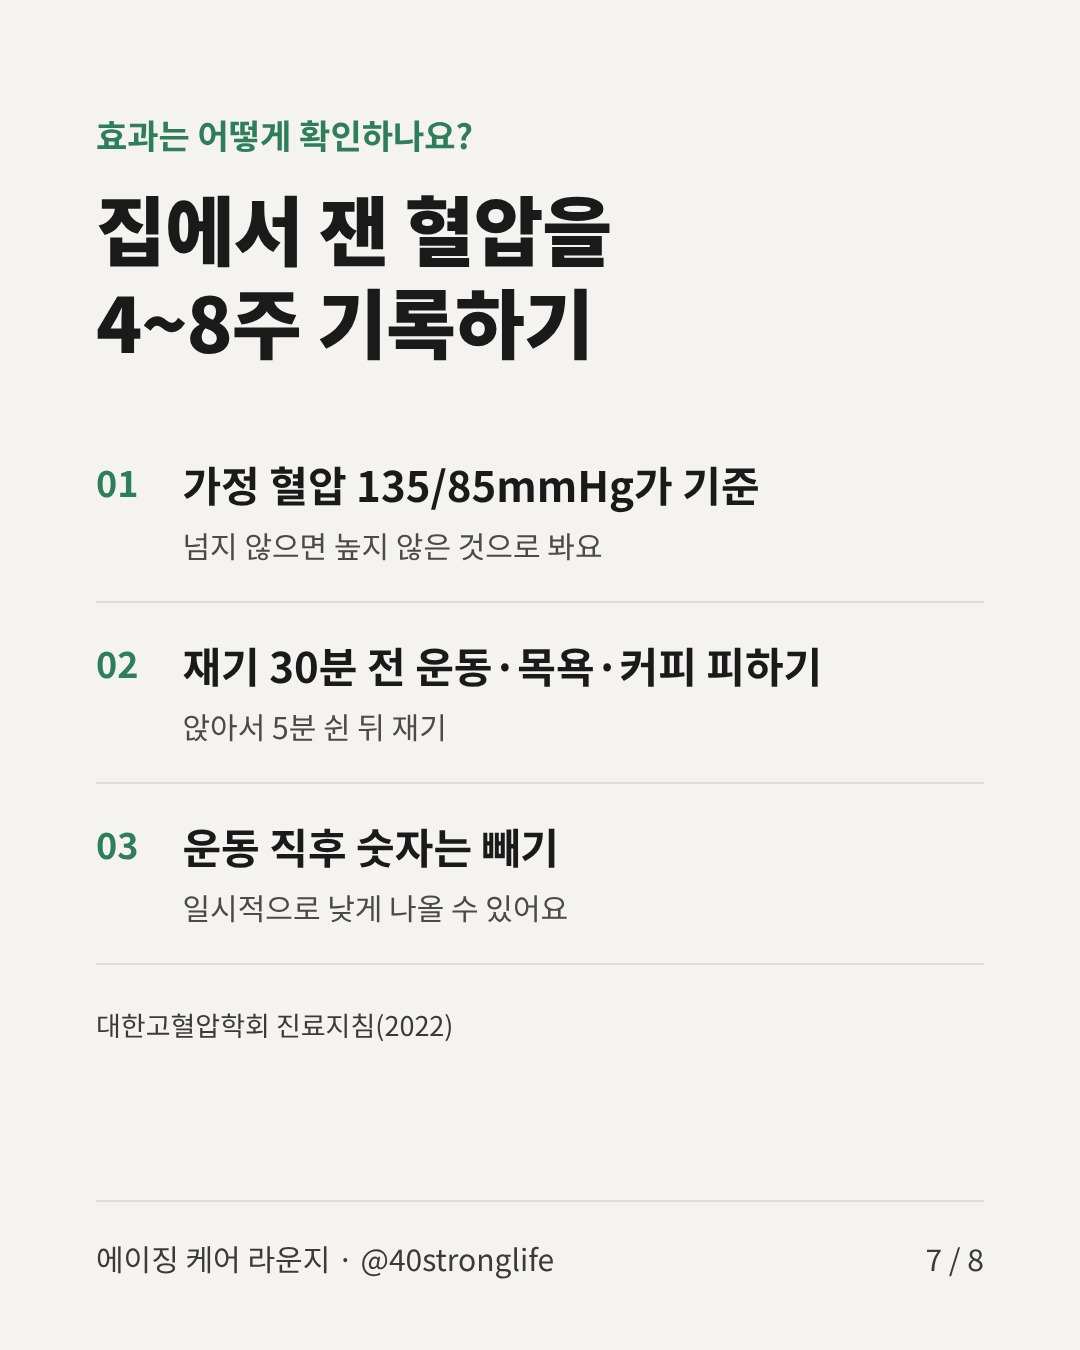 효과는 어떻게 확인하나요?
집에서 잰 혈압을
4~8주 기록하기
01 가정 혈압 135/85mmHg가 기준
넘지 않으면 높지 않은 것으로 봐요
02 재기 30분 전 운동·목욕·커피 피하기
앉아서 5분 쉰 뒤 재기
03 운동 직후 숫자는 빼기
일시적으로 낮게 나올 수 있어요
대한고혈압학회 진료지침(2022)
에이징 케어 라운지 · @40stronglife 7 / 8